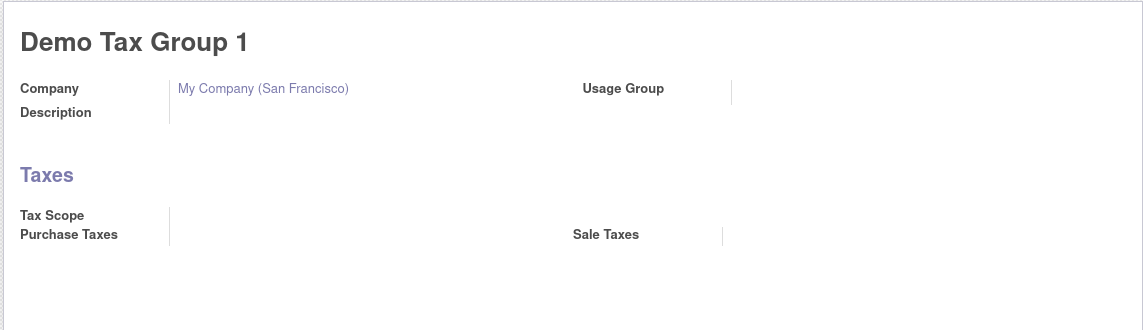 Demo Tax Group 1
Company My Company (San Francisco) Usage Group
Description
Taxes
Tax Scope
Purchase Taxes Sale Taxes